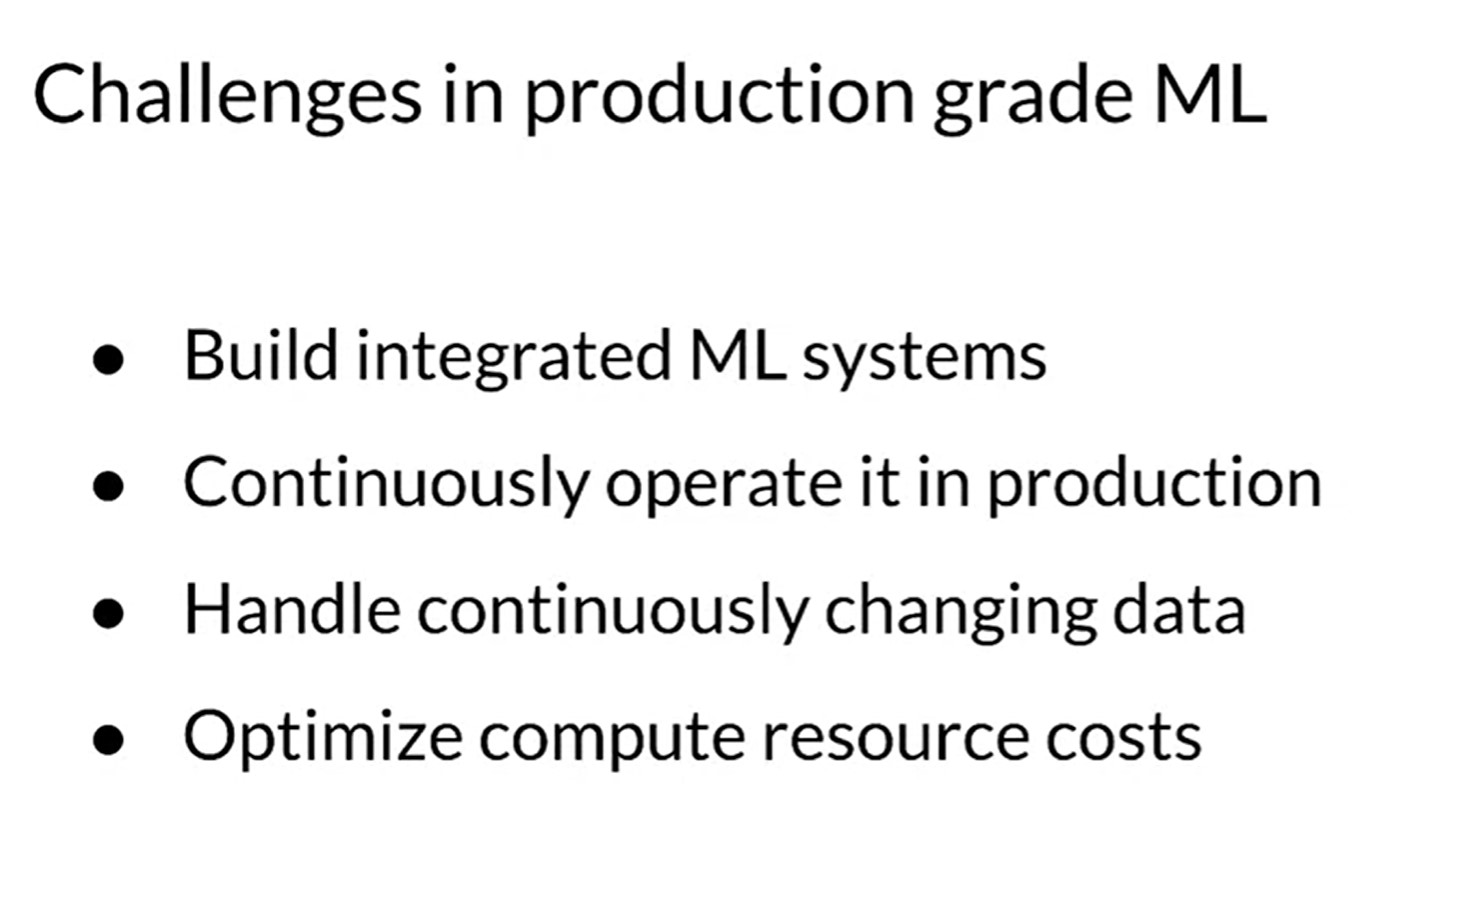 Challenges in production grade ML
● Build integrated ML systems
● Continuously operate it in production
● Handle continuously changing data
● Optimize compute resource costs